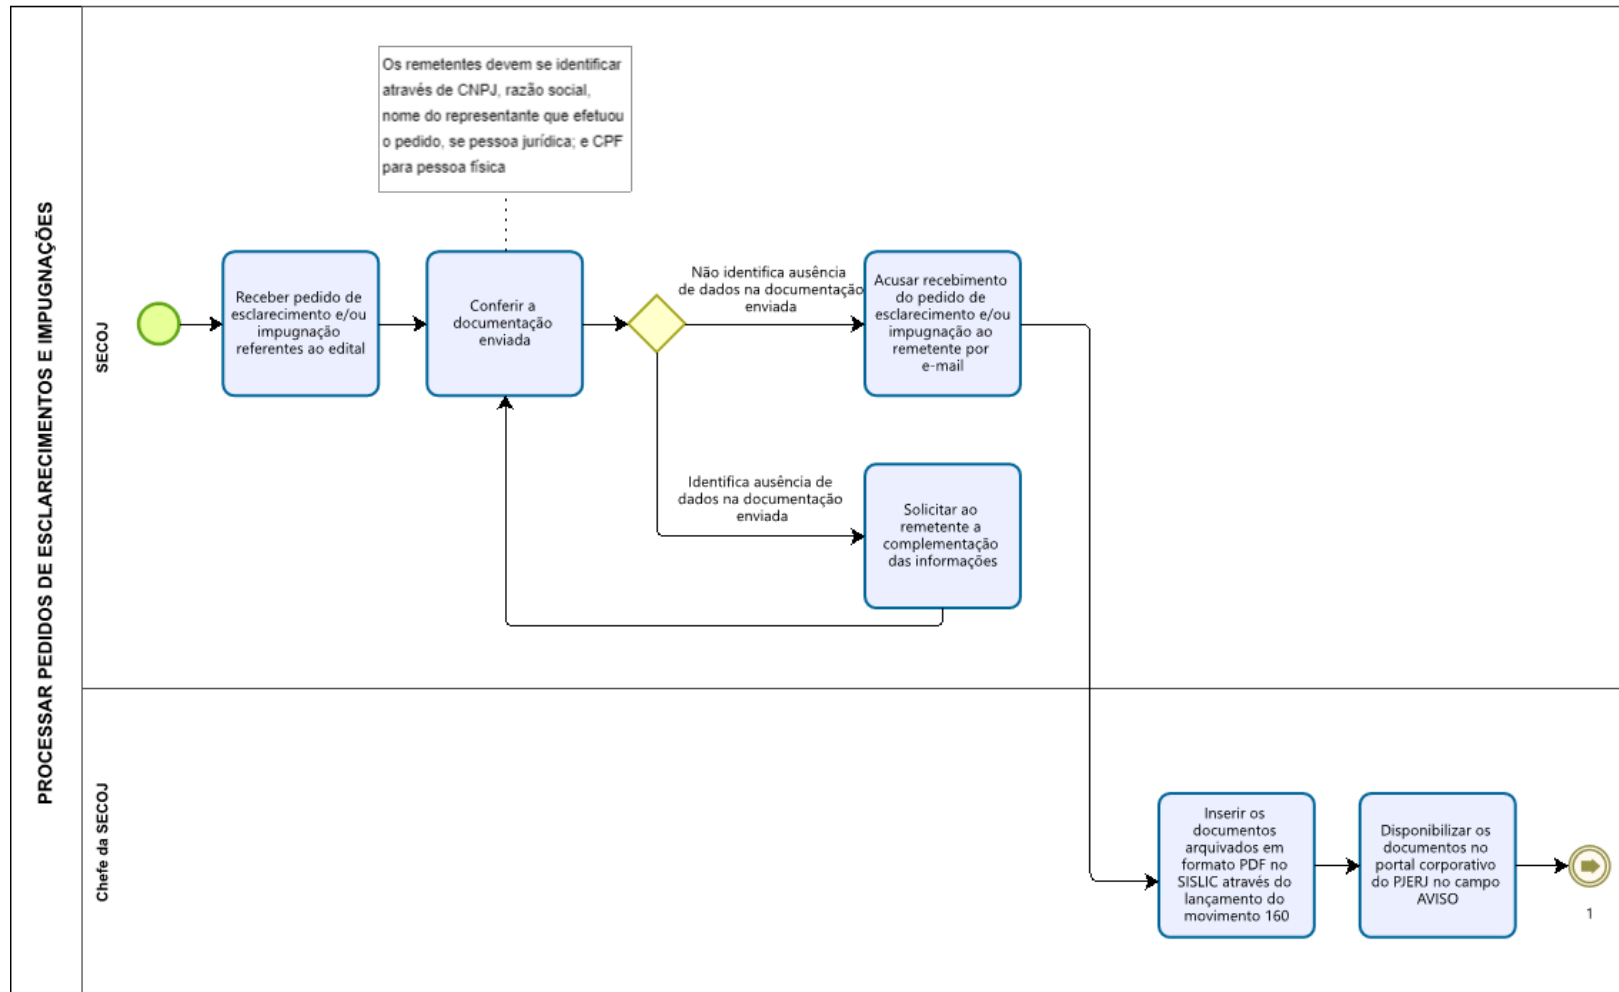 PROCESSAR PEDIDOS DE ESCLARECIMENTOS E IMPUGNAÇÕES
SECOJ
Os remetentes devem se identificar
através de CNPJ, razão social,
nome do representante que efetuou
o pedido, se pessoa jurídica; e CPF
para pessoa física
Receber pedido de
esclarecimento e/ou
impugnação
referentes ao edital
Conferir a
documentação
enviada
Não identifica ausência
de dados na documentação
enviada
Acusar recebimento
do pedido de
esclarecimento e/ou
impugnação ao
remetente por
e-mail
Identifica ausência de
dados na documentação
enviada
Solicitar ao
remetente a
complementação
das informações
Chefe da SECOJ
Inserir os
documentos
arquivados em
formato PDF no
SISLIC através do
lançamento do
movimento 160
Disponibilizar os
documentos no
portal corporativo
do PJERJ no campo
AVISO
1